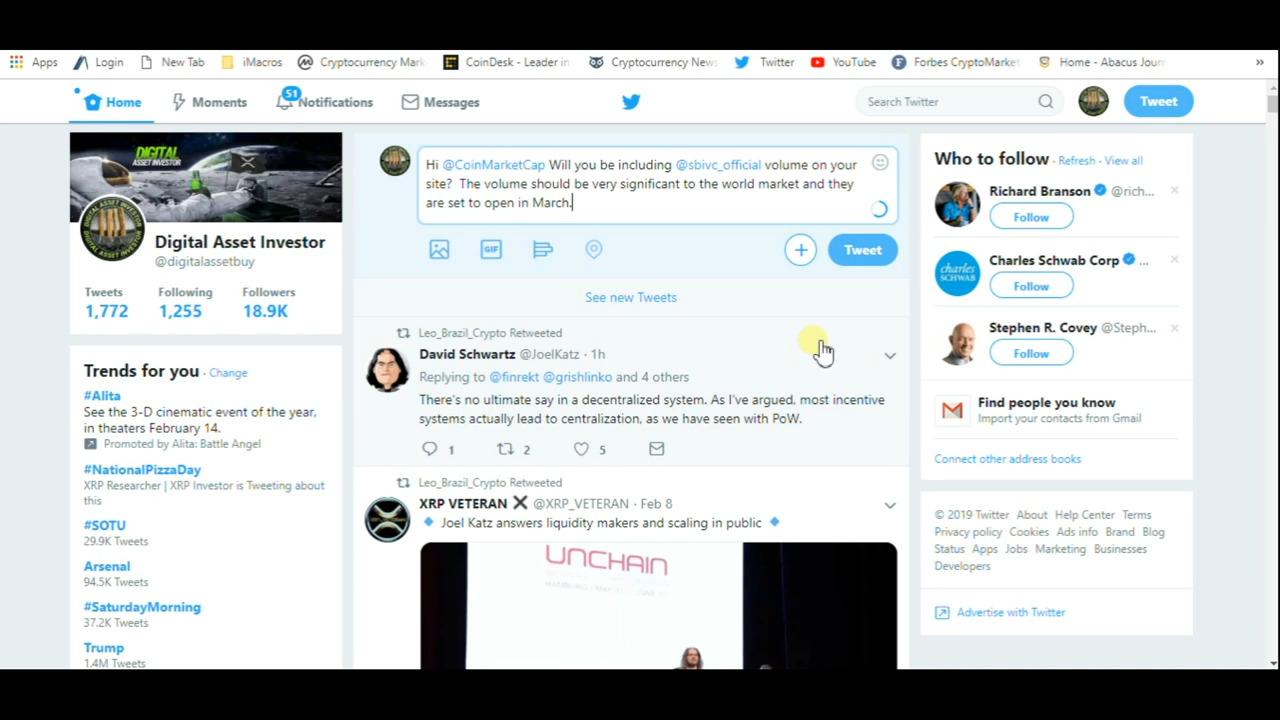 Apps
Login
New Tab
iMacros
Cryptocurrency Mark
CoinDesk - Leader in
Cryptocurrency News
Twitter
YouTube
Forbes CryptoMarket
Home - Abacus Journ
»
Home
Moments
51
Notifications
Messages
Search Twitter
Tweet
DIGITAL
ASSET INVESTOR
Digital Asset Investor
@digitalassetbuy
Tweets Following Followers
1,772 1,255 18.9K
Trends for you · Change
#Alita
See the 3-D cinematic event of the year,
in theaters February 14.
Promoted by Alita: Battle Angel
#NationalPizzaDay
XRP Researcher | XRP Investor is Tweeting about
this
#SOTU
29.9K Tweets
Arsenal
94.5K Tweets
#SaturdayMorning
37.2K Tweets
Trump
1.4M Tweets
Hi @CoinMarketCap Will you be including @sbivc_official volume on your
site?  The volume should be very significant to the world market and they
are set to open in March.
GIF
Tweet
See new Tweets
Leo_Brazil_Crypto Retweeted
David Schwartz @JoelKatz · 1h
Replying to @finrekt @grishlinko and 4 others
There's no ultimate say in a decentralized system. As I've argued, most incentive
systems actually lead to centralization, as we have seen with PoW.
1 2 5
Leo_Brazil_Crypto Retweeted
XRP VETERAN @XRP_VETERAN · Feb 8
Joel Katz answers liquidity makers and scaling in public
UNCHAIN
Who to follow · Refresh · View all
Richard Branson @rich...
Follow
Charles Schwab Corp ...
charles
SCHWAB
Follow
Stephen R. Covey @Steph...
Follow
Find people you know
Import your contacts from Gmail
Connect other address books
© 2019 Twitter About Help Center Terms
Privacy policy Cookies Ads info Brand Blog
Status Apps Jobs Marketing Businesses
Developers
Advertise with Twitter